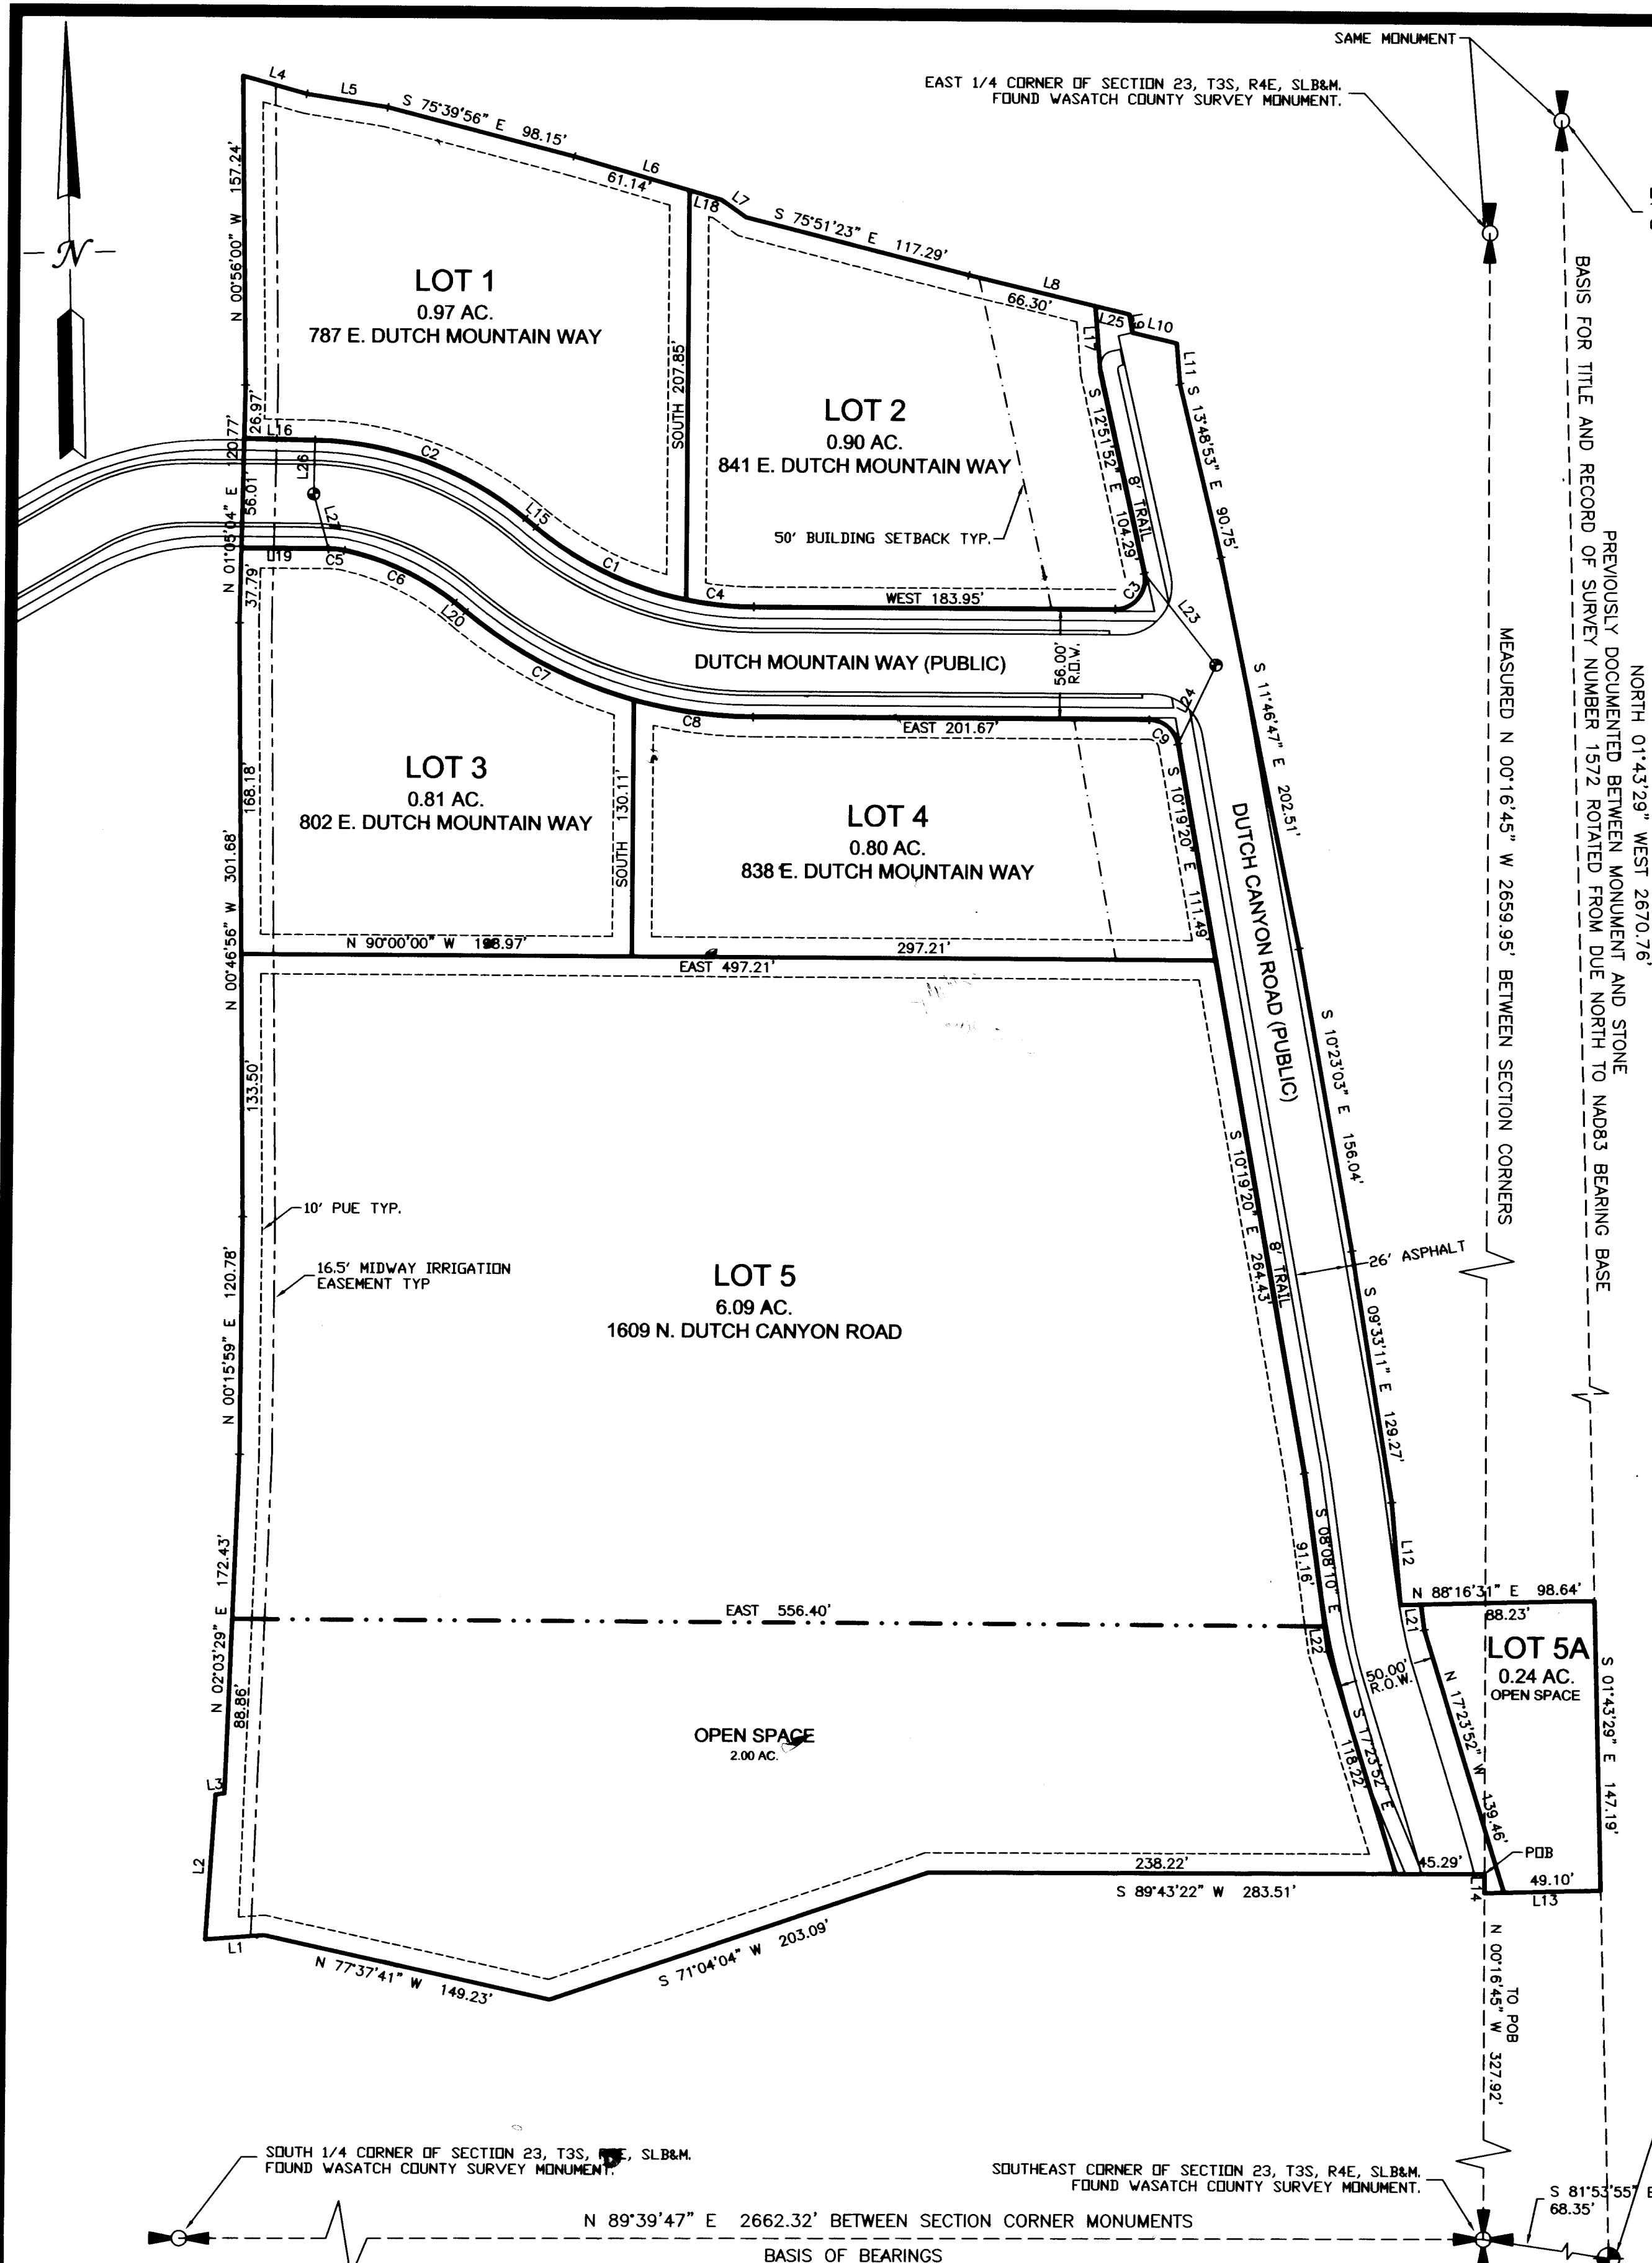 SAME MONUMENT
EAST 1/4 CORNER OF SECTION 23, T3S, R4E, SLB&M.
FOUND WASATCH COUNTY SURVEY MONUMENT.
N
L4
L5
S 75°39'56" E 98.15'
L6
61.14'
L18
L7
S 75°51'23" E 117.29'
L8
66.30'
L25
L9
L10
L17
L11
S 13°48'53" E 90.75'
N 00°56'00" W 157.24'
LOT 1
0.97 AC.
787 E. DUTCH MOUNTAIN WAY
SOUTH 207.85'
LOT 2
0.90 AC.
841 E. DUTCH MOUNTAIN WAY
50' BUILDING SETBACK TYP.
S 12°51'52" E 104.29'
8' TRAIL
26.97'
L16
L26
C2
L15
C1
C4
WEST 183.95'
C3
L23
N 01°05'04" E 120.77'
56.01'
L27
L19
C5
C6
L20
C7
C8
37.79'
DUTCH MOUNTAIN WAY (PUBLIC)
56.00'
R.O.W.
L24
EAST 201.67'
C9
S 11°46'47" E 202.51'
LOT 3
0.81 AC.
802 E. DUTCH MOUNTAIN WAY
SOUTH 130.11'
LOT 4
0.80 AC.
838 E. DUTCH MOUNTAIN WAY
S 10°19'20" E 111.49'
DUTCH CANYON ROAD (PUBLIC)
168.18'
N 00°46'56" W 301.68'
N 90°00'00" W
297.21'
EAST 497.21'
133.50'
S 10°23'03" E 156.04'
10' PUE TYP.
16.5' MIDWAY IRRIGATION
EASEMENT TYP
N 00°15'59" E 120.78'
LOT 5
6.09 AC.
1609 N. DUTCH CANYON ROAD
S 10°19'20" E 264.43'
8' TRAIL
26' ASPHALT
S 09°33'11" E 129.27'
S 08°08'10" E
91.16'
L12
N 88°16'31" E 98.64'
88.23'
L21
LOT 5A
0.24 AC.
OPEN SPACE
S 01°43'29" E 147.19'
N 02°03'29" E 172.43'
EAST 556.40'
L22
50.00'
R.O.W.
N 17°23'52" W
139.46'
88.86'
OPEN SPACE
2.00 AC.
S 17°23'52" E
118.22'
L3
L2
L1
N 77°37'41" W 149.23'
S 71°04'04" W 203.09'
238.22'
S 89°43'22" W 283.51'
45.29'
POB
L14
49.10'
L13
TO POB
N 00°16'45" W 327.92'
MEASURED N 00°16'45" W 2659.95' BETWEEN SECTION CORNERS
BASIS FOR TITLE AND RECORD OF SURVEY NUMBER 1572 ROTATED FROM DUE NORTH TO NAD83 BEARING BASE
PREVIOUSLY DOCUMENTED BETWEEN MONUMENT AND STONE
NORTH 01°43'29" WEST 2670.76'
SOUTH 1/4 CORNER OF SECTION 23, T3S, SLB&M.
FOUND WASATCH COUNTY SURVEY MONUMENT.
SOUTHEAST CORNER OF SECTION 23, T3S, R4E, SLB&M.
FOUND WASATCH COUNTY SURVEY MONUMENT.
S 81°53'55" E
68.35'
N 89°39'47" E 2662.32' BETWEEN SECTION CORNER MONUMENTS
BASIS OF BEARINGS